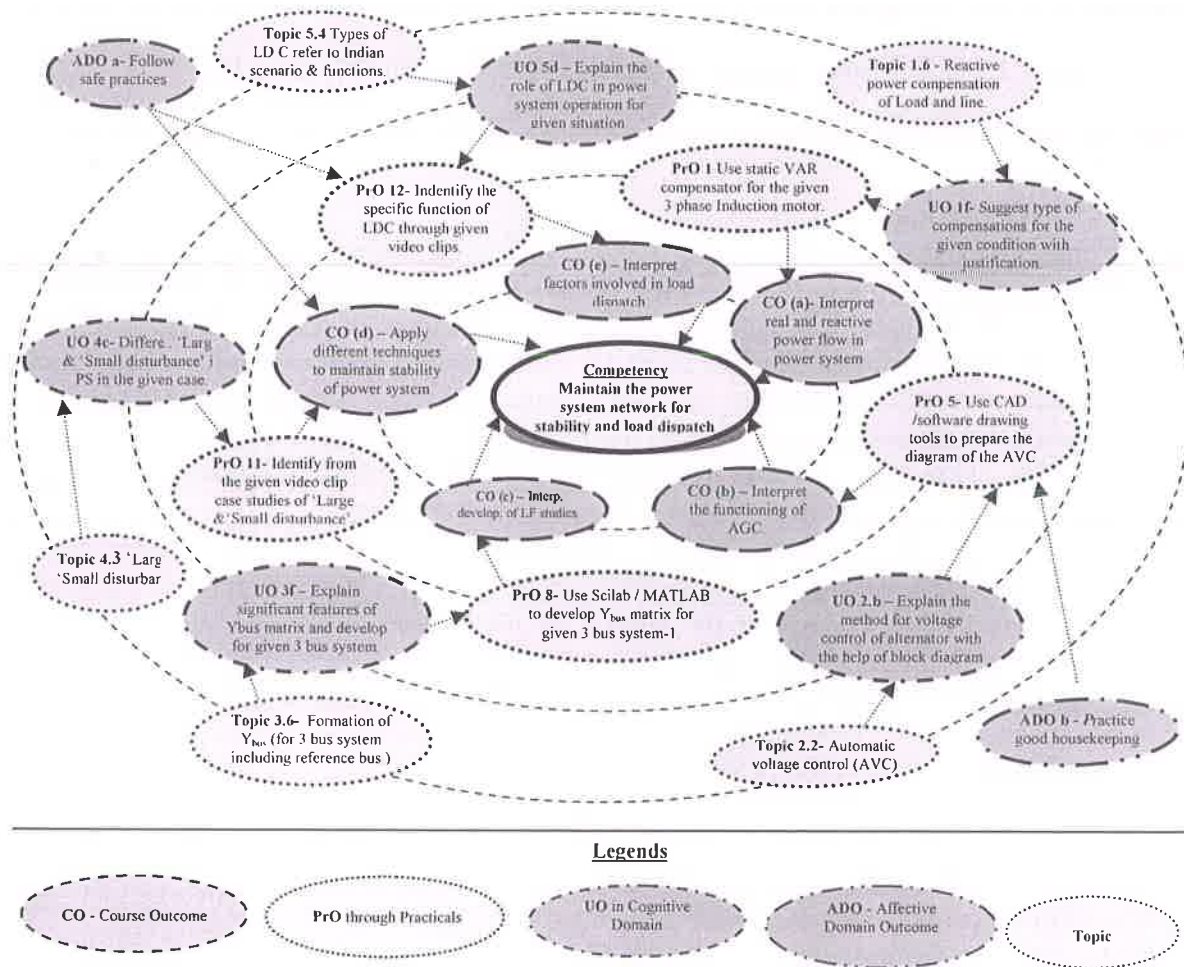 Topic 5.4 Types of
LD C refer to Indian
scenario & functions.
ADO a- Follow
safe practices
UO 5d – Explain the
role of LDC in power
system operation for
given situation
Topic 1.6 - Reactive
power compensation
of Load and line.
PrO 12- Indentify the
specific function of
LDC through given
video clips.
PrO 1 Use static VAR
compensator for the given
3 phase Induction motor.
UO 1f- Suggest type of
compensations for the
given condition with
justification.
CO (e) – Interpret
factors involved in load
dispatch
CO (a)- Interpret
real and reactive
power flow in
power system
UO 4c- Differe.. ‘Larg
& ‘Small disturbance’ i
PS in the given case.
CO (d) – Apply
different techniques
to maintain stability
of power system
Competency
Maintain the power
system network for
stability and load dispatch
PrO 5- Use CAD
/software drawing
tools to prepare the
diagram of the AVC
PrO 11- Identify from
the given video clip
case studies of ‘Large
&‘Small disturbance’
CO (c) – Interp.
develop. of LF studies
CO (b) – Interpret
the functioning of
AGC.
Topic 4.3 ‘Larg
‘Small disturbar
UO 3f – Explain
significant features of
Ybus matrix and develop
for given 3 bus system
PrO 8- Use Scilab / MATLAB
to develop Ybus matrix for
given 3 bus system-1
UO 2.b – Explain the
method for voltage
control of alternator with
the help of block diagram
Topic 3.6- Formation of
Ybus (for 3 bus system
including reference bus )
Topic 2.2- Automatic
voltage control (AVC)
ADO b - Practice
good housekeeping
Legends
CO - Course Outcome
PrO through Practicals
UO in Cognitive
Domain
ADO - Affective
Domain Outcome
Topic